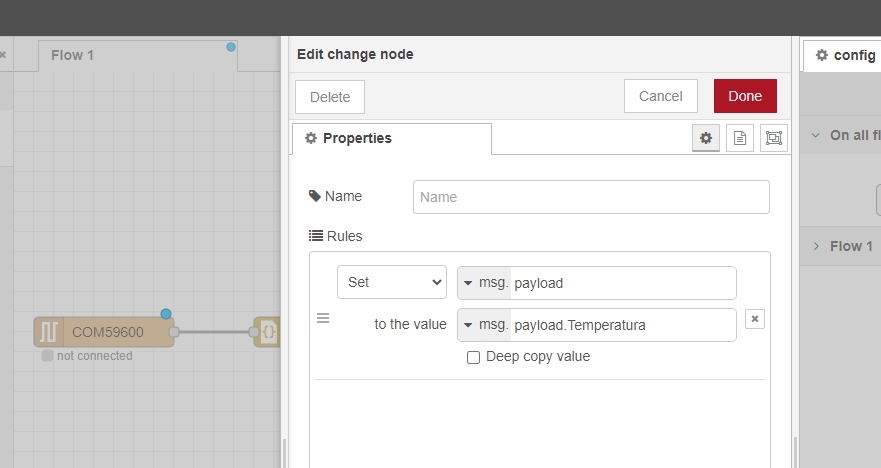 Flow 1
Edit change node
config
Delete
Cancel
Done
Properties
On all fl
Name
Name
Rules
Flow 1
Set
msg. payload
COM59600
to the value
msg. payload.Temperatura
not connected
Deep copy value